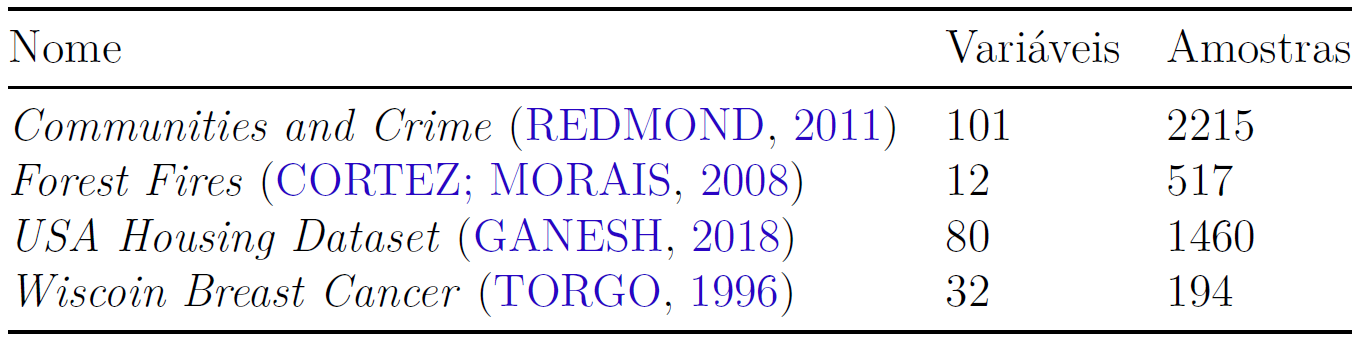 Nome Variáveis Amostras
Communities and Crime (REDMOND, 2011) 101 2215
Forest Fires (CORTEZ; MORAIS, 2008) 12 517
USA Housing Dataset (GANESH, 2018) 80 1460
Wiscoin Breast Cancer (TORGO, 1996) 32 194